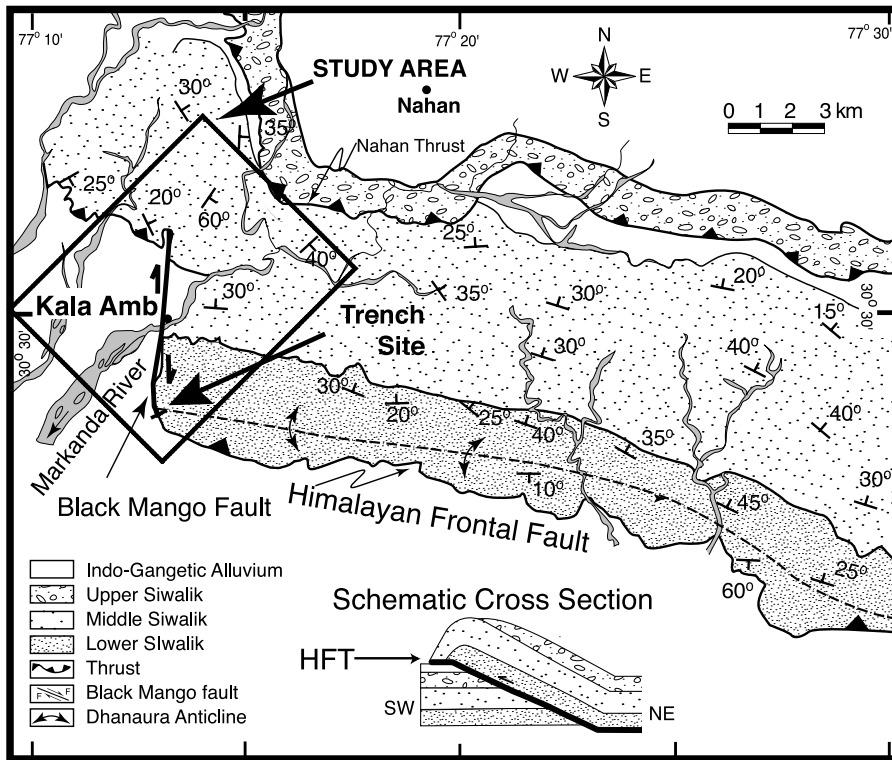 77° 10'
77° 20'
77° 30'
N
W E
S
STUDY AREA
Nahan
0 1 2 3 km
Nahan Thrust
30°
35°
25°
20°
60°
40°
25°
35°
30°
20°
15°
30° 30'
30° 30'
Kala Amb
30°
Trench
Site
30°
40°
30°
20°
25°
40°
35°
40°
30°
10°
45°
60°
25°
Markanda River
Black Mango Fault
Himalayan Frontal Fault
Indo-Gangetic Alluvium
Upper Siwalik
Middle Siwalik
Lower SIwalik
Thrust
F F
Black Mango fault
Dhanaura Anticline
Schematic Cross Section
HFT
SW
NE